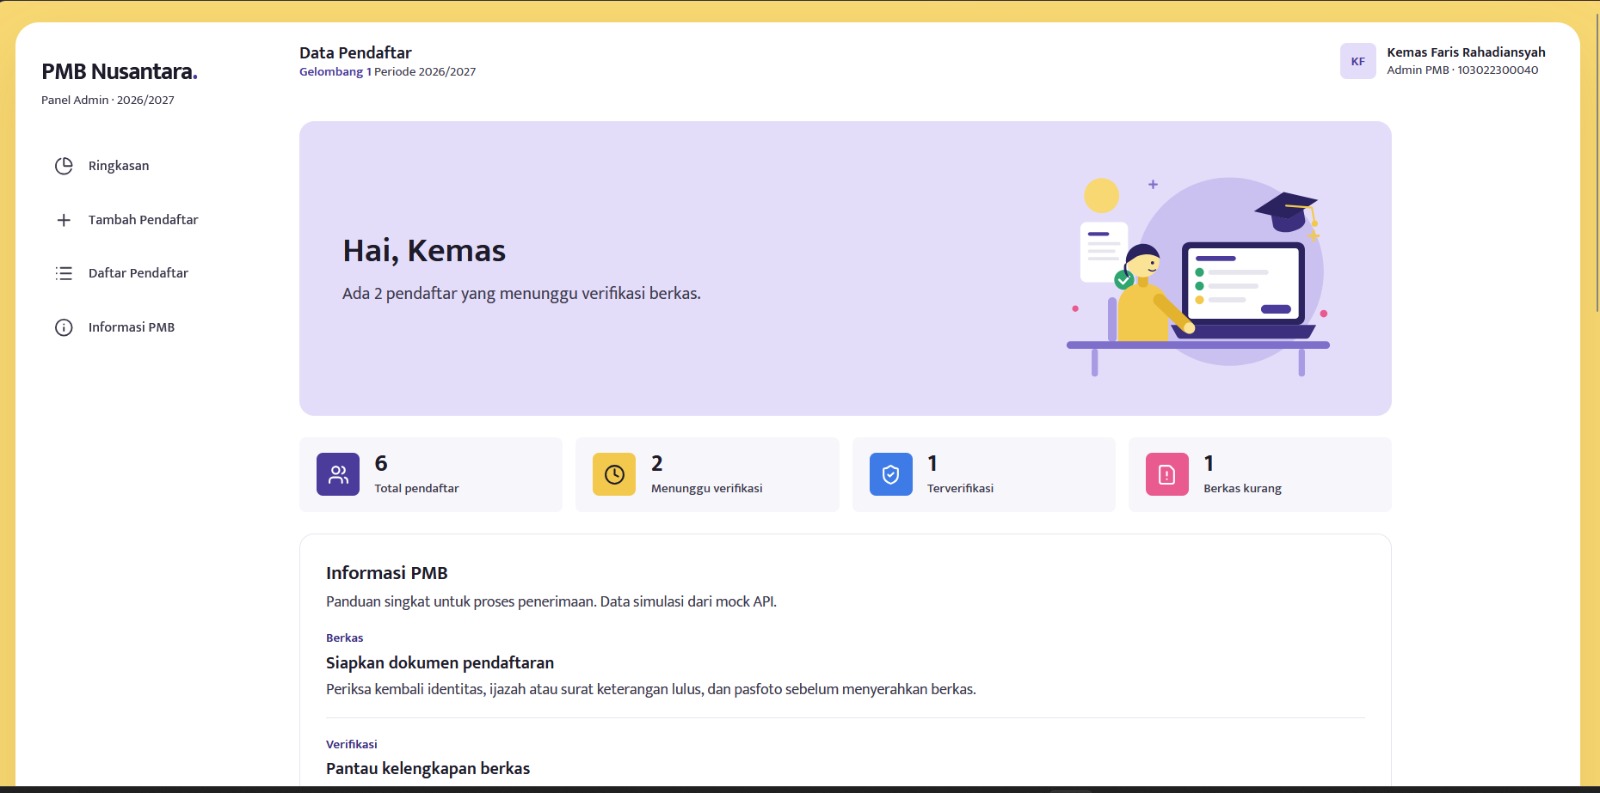 PMB Nusantara.
Panel Admin · 2026/2027
Ringkasan
Tambah Pendaftar
Daftar Pendaftar
Informasi PMB
Data Pendaftar
Gelombang 1 Periode 2026/2027
KF
Kemas Faris Rahadiansyah
Admin PMB · 103022300040
Hai, Kemas
Ada 2 pendaftar yang menunggu verifikasi berkas.
6
Total pendaftar
2
Menunggu verifikasi
1
Terverifikasi
1
Berkas kurang
Informasi PMB
Panduan singkat untuk proses penerimaan. Data simulasi dari mock API.
Berkas
Siapkan dokumen pendaftaran
Periksa kembali identitas, ijazah atau surat keterangan lulus, dan pasfoto sebelum menyerahkan berkas.
Verifikasi
Pantau kelengkapan berkas